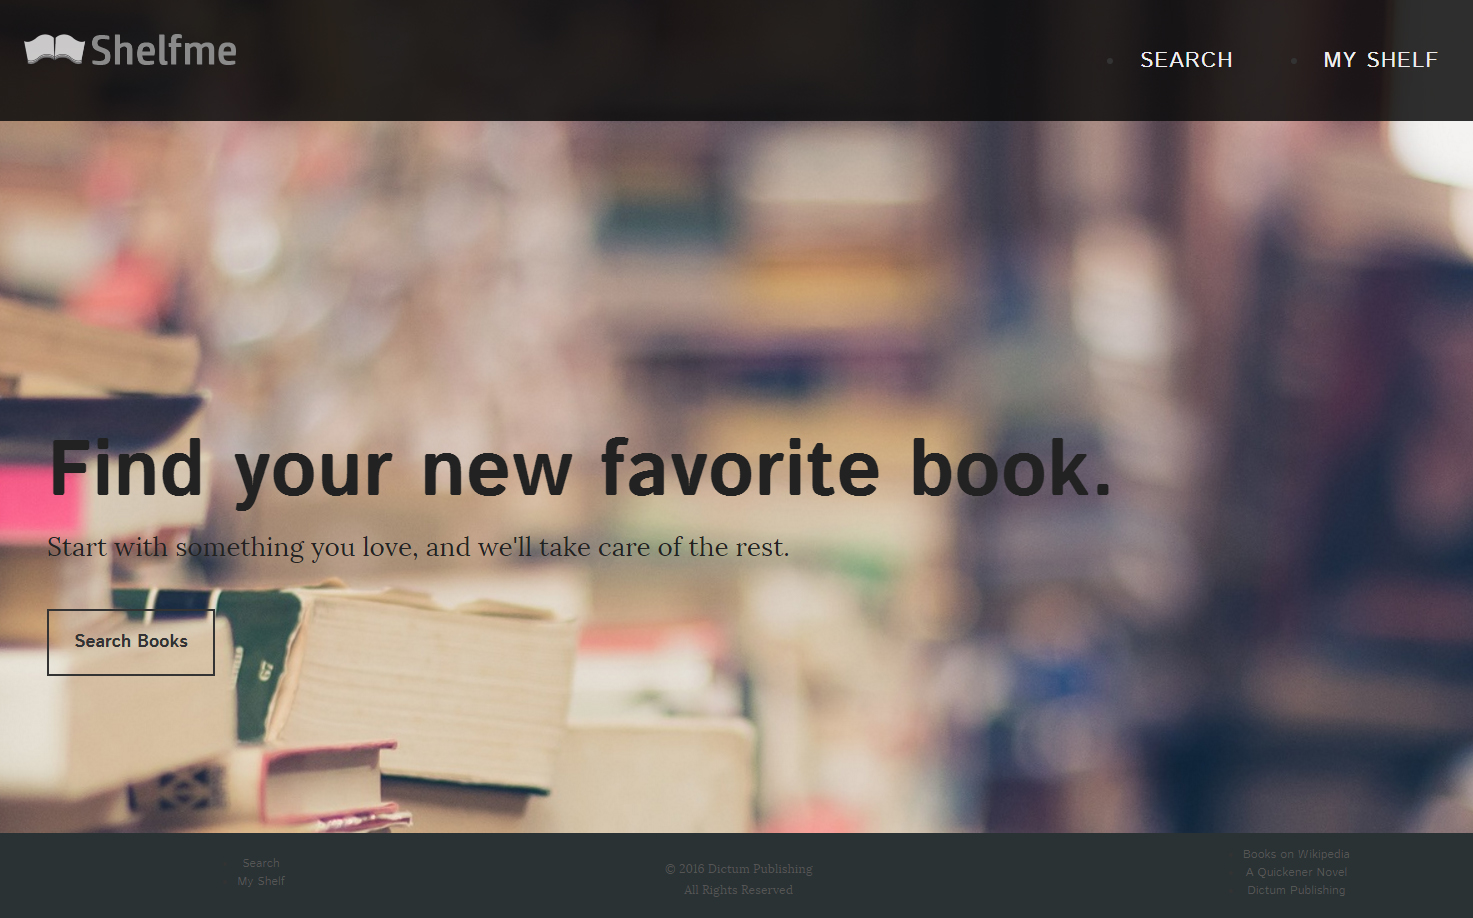 Shelfme
SEARCH
MY SHELF
Find your new favorite book.
Start with something you love, and we'll take care of the rest.
Search Books
67
Search
My Shelf
© 2016 Dictum Publishing
All Rights Reserved
Books on Wikipedia
A Quickener Novel
Dictum Publishing